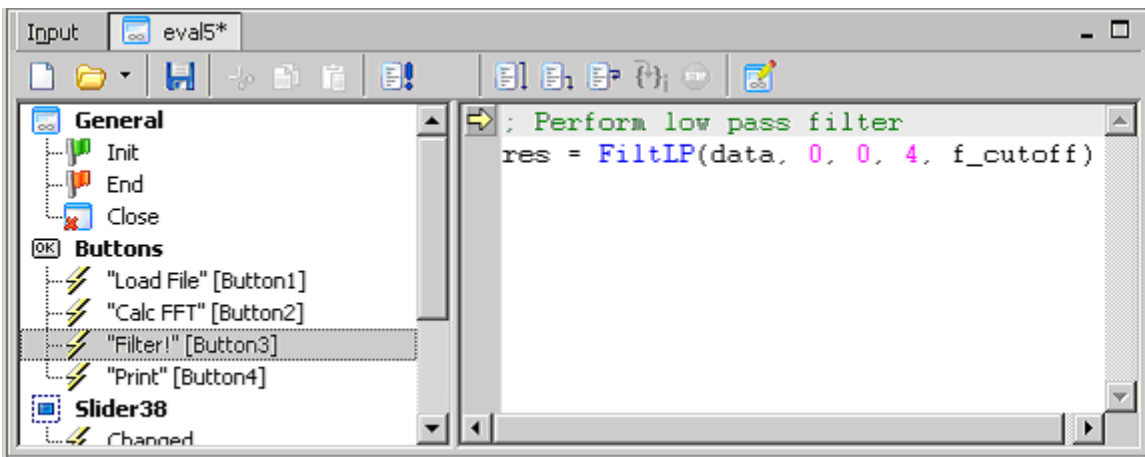 Input eval5*
General
Init
End
Close
OK Buttons
"Load File" [Button1]
"Calc FFT" [Button2]
"Filter!" [Button3]
"Print" [Button4]
Slider38
Changed
; Perform low pass filter
res = FiltLP(data, 0, 0, 4, f_cutoff)